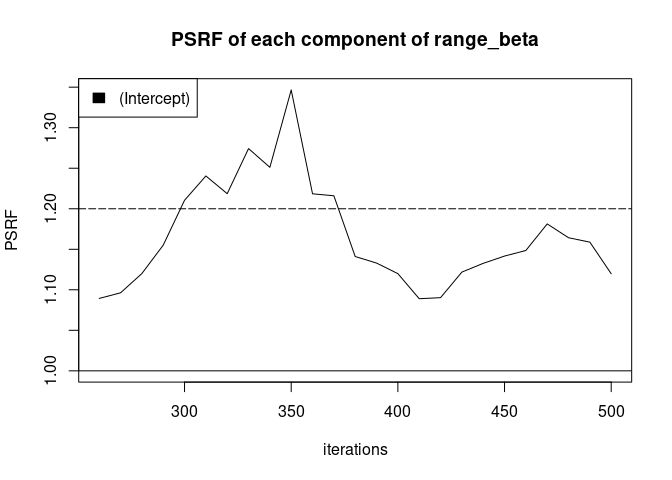 PSRF of each component of range_beta
(Intercept)
PSRF
1.30
1.20
1.10
1.00
300 350 400 450 500
iterations